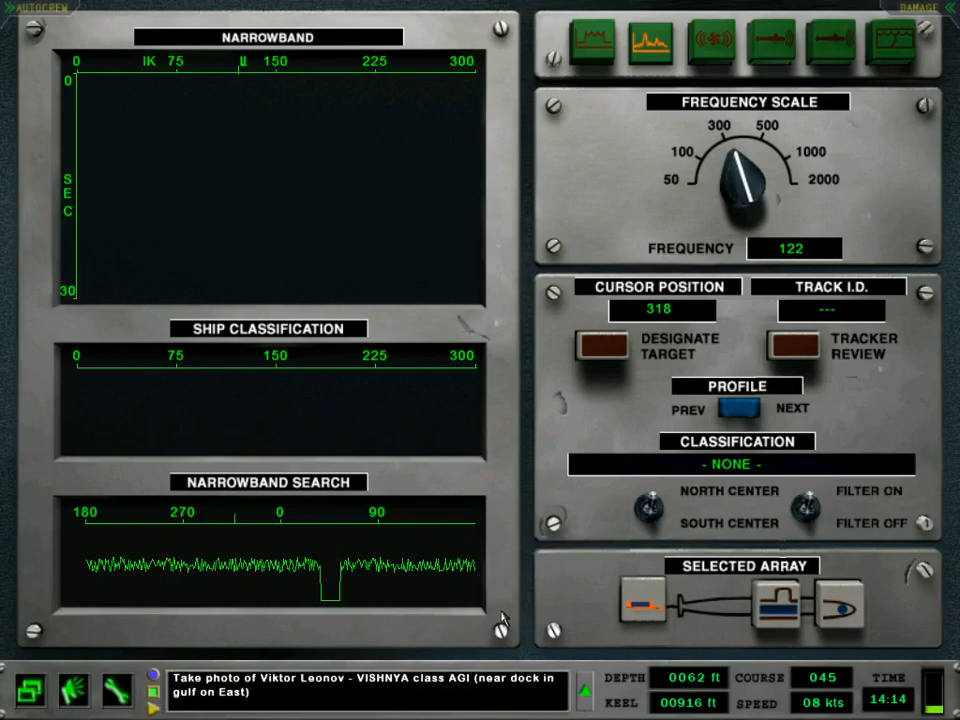 >>AUTOCREW
DAMAGE <<
NARROWBAND
0 IK 75 150 225 300
0
SEC
30
SHIP CLASSIFICATION
0 75 150 225 300
NARROWBAND SEARCH
180 270 0 90
FREQUENCY SCALE
300 500
100 1000
50 2000
FREQUENCY 122
CURSOR POSITION TRACK I.D.
318 ---
DESIGNATE TARGET
TRACKER REVIEW
PROFILE
PREV NEXT
CLASSIFICATION
- NONE -
NORTH CENTER FILTER ON
SOUTH CENTER FILTER OFF
SELECTED ARRAY
Take photo of Viktor Leonov - VISHNYA class AGI (near dock in
gulf on East)
DEPTH 0062 ft COURSE 045 TIME
KEEL 00916 ft SPEED 08 kts 14:14